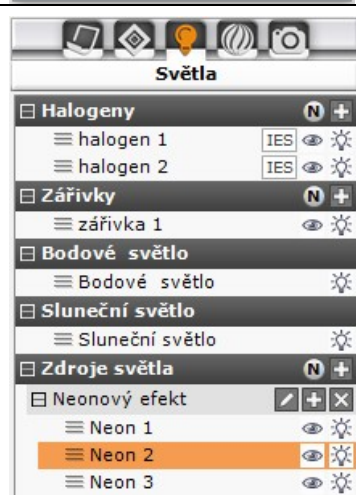 Světla
Halogeny N
halogen 1 IES
halogen 2 IES
Zářivky N
zářivka 1
Bodové světlo
Bodové světlo
Sluneční světlo
Sluneční světlo
Zdroje světla N
Neonový efekt
Neon 1
Neon 2
Neon 3